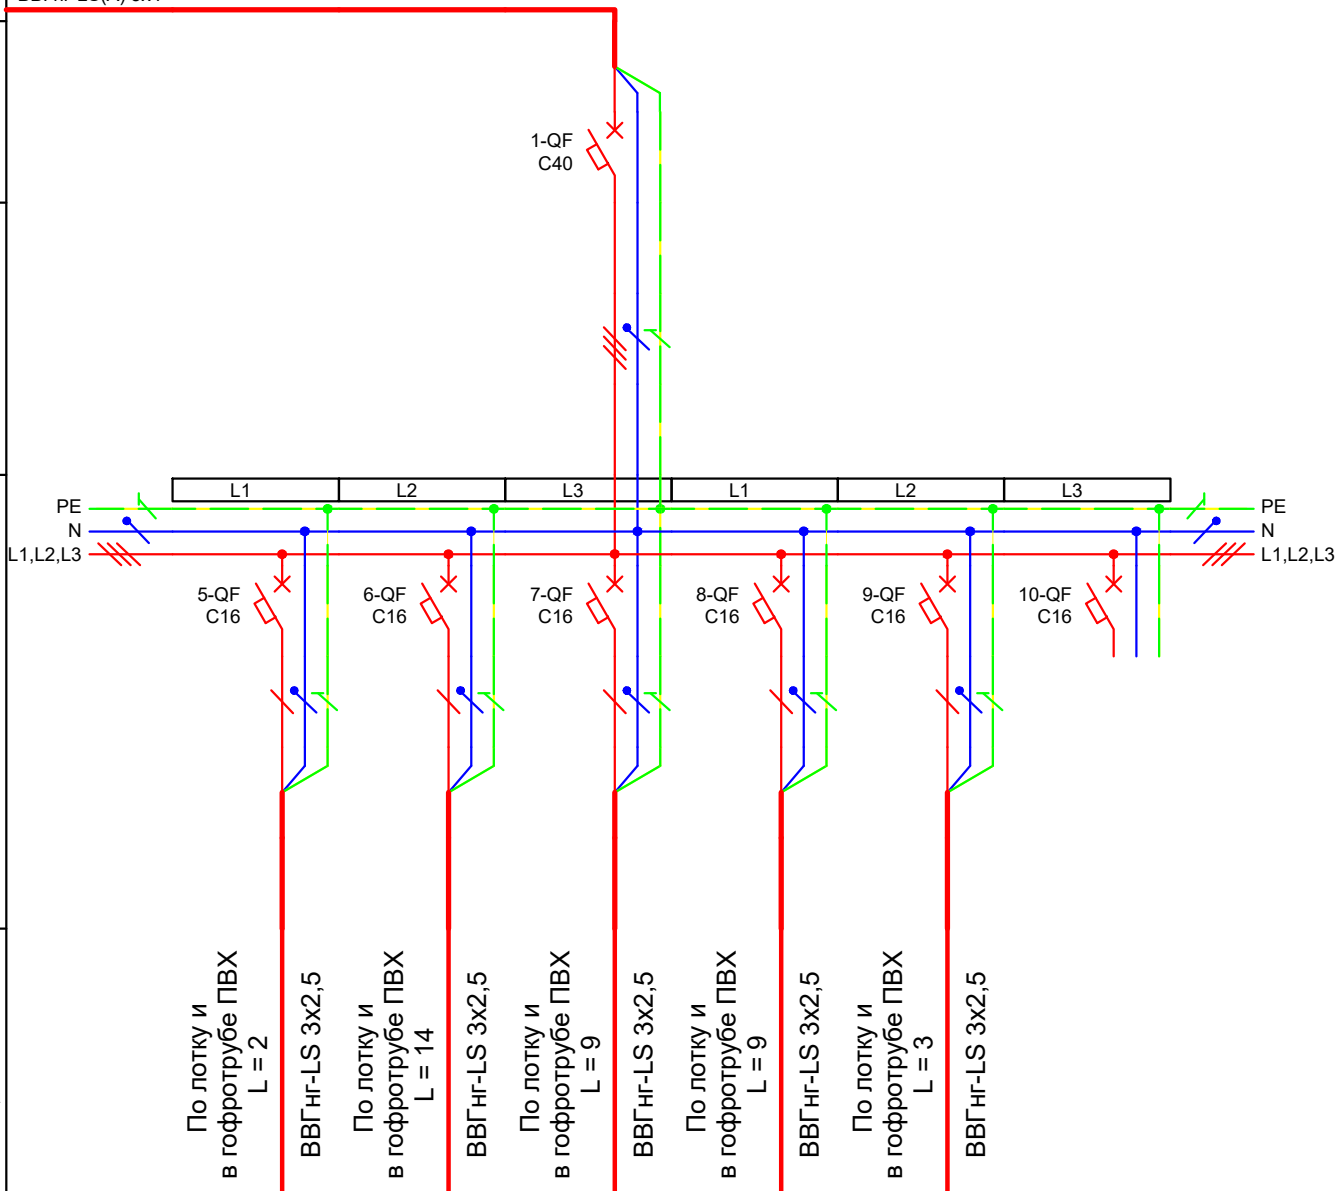 1-QF
C40
L1 L2 L3 L1 L2 L3
PE PE
N N
L1,L2,L3 L1,L2,L3
5-QF
C16
6-QF
C16
7-QF
C16
8-QF
C16
9-QF
C16
10-QF
C16
По лотку и
в гофротрубе ПВХ
L = 2
ВВГнг-LS 3x2,5
По лотку и
в гофротрубе ПВХ
L = 14
ВВГнг-LS 3x2,5
По лотку и
в гофротрубе ПВХ
L = 9
ВВГнг-LS 3x2,5
По лотку и
в гофротрубе ПВХ
L = 9
ВВГнг-LS 3x2,5
По лотку и
в гофротрубе ПВХ
L = 3
ВВГнг-LS 3x2,5